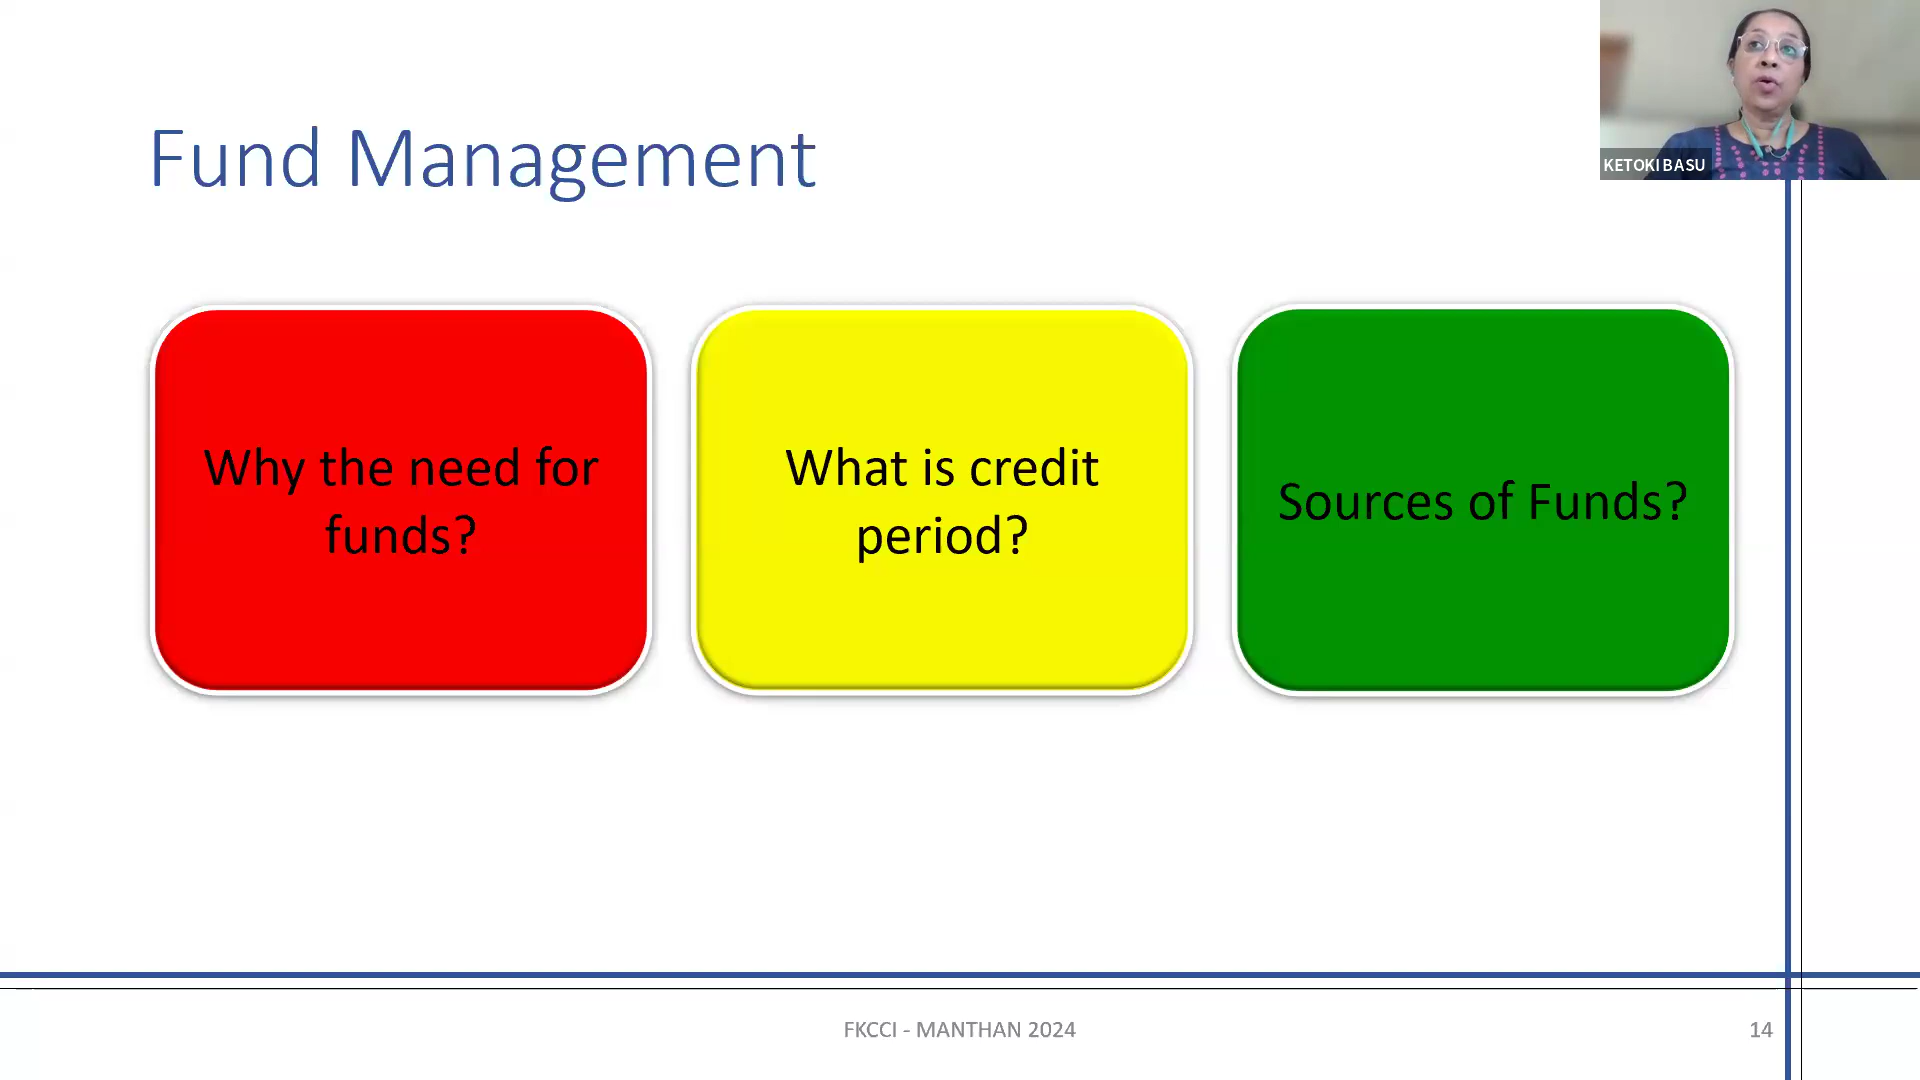 KETOKI BASU
Fund Management
Why the need for
funds?
What is credit
period?
Sources of Funds?
FKCCI - MANTHAN 2024
14